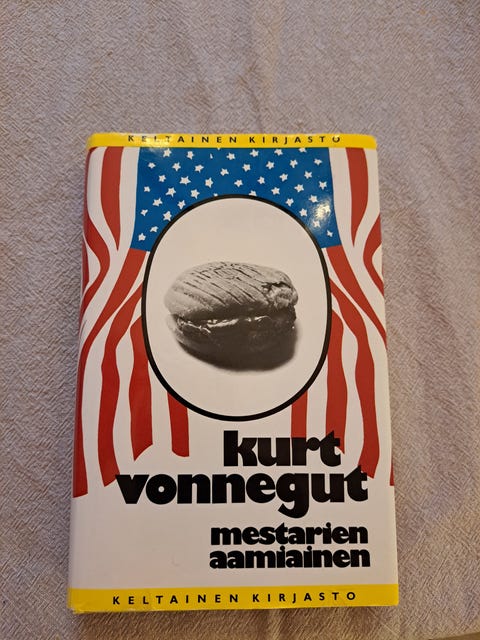 KELTAINEN KIRJASTO
kurt
vonnegut
mestarien
aamiainen
KELTAINEN KIRJASTO